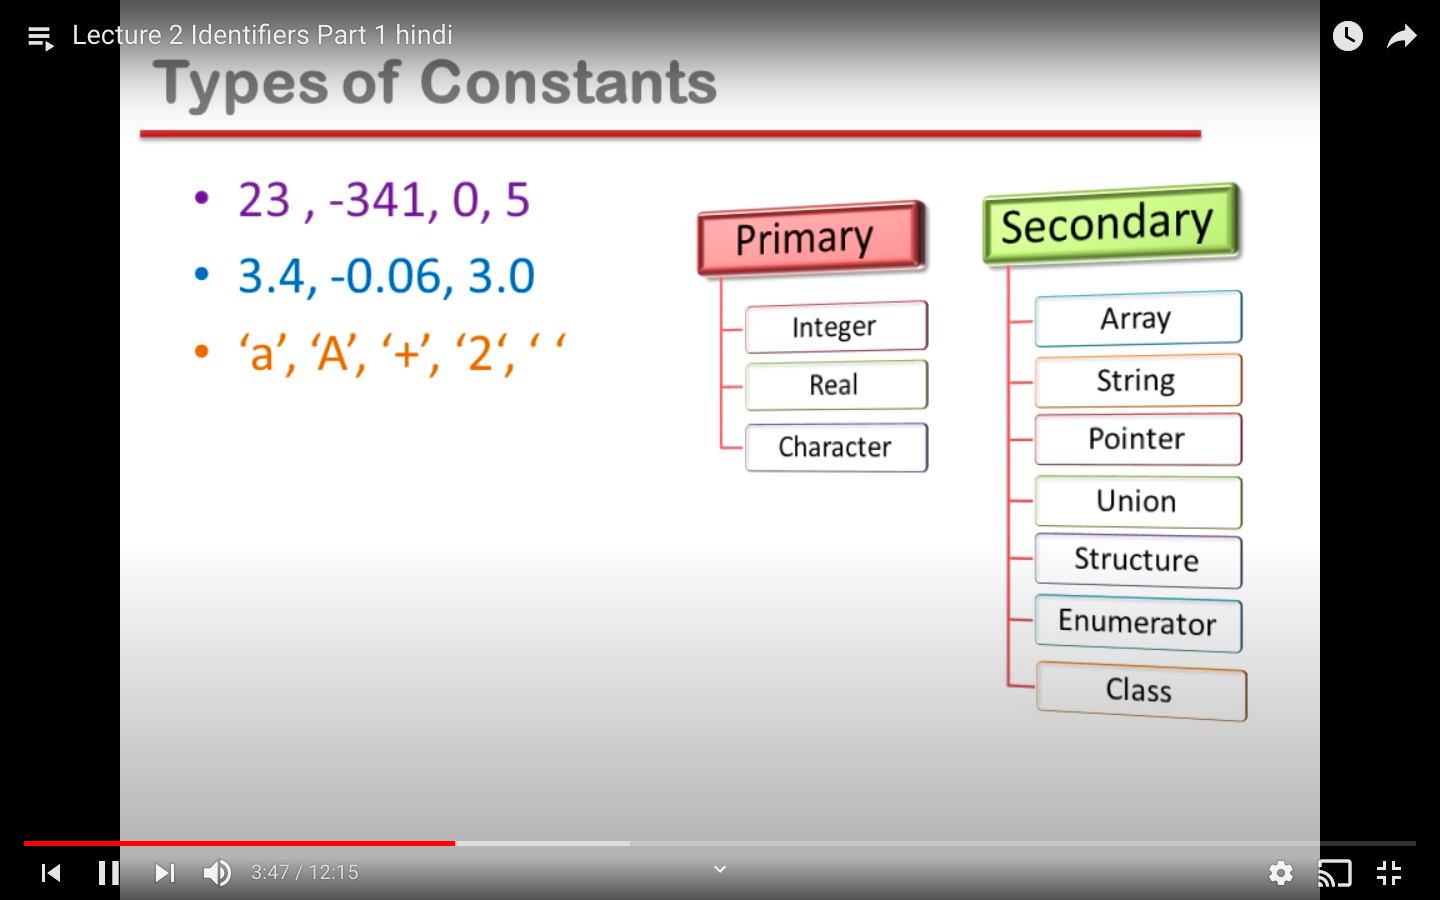 Lecture 2 Identifiers Part 1 hindi
Types of Constants
• 23 , -341, 0, 5
• 3.4, -0.06, 3.0
• ‘a’, ‘A’, ‘+’, ‘2‘, ‘ ‘
Primary
Integer
Real
Character
Secondary
Array
String
Pointer
Union
Structure
Enumerator
Class
3:47 / 12:15